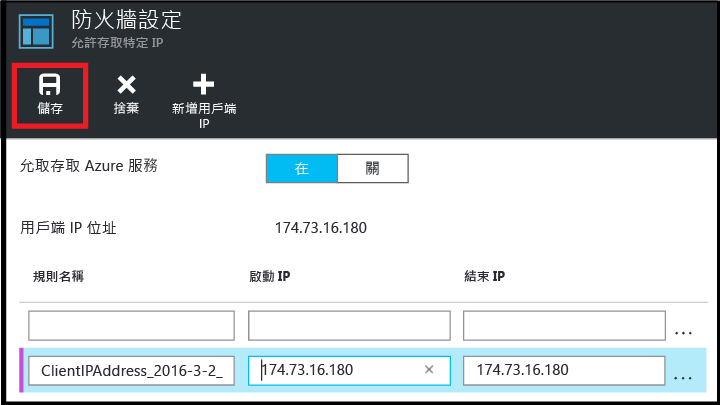 防火牆設定
允許存取特定 IP
儲存
捨棄
新增用戶端
IP
允取存取 Azure 服務
在
關
用戶端 IP 位址
174.73.16.180
規則名稱
啟動 IP
結束 IP
...
ClientIPAddress_2016-3-2_
174.73.16.180
×
174.73.16.180
...